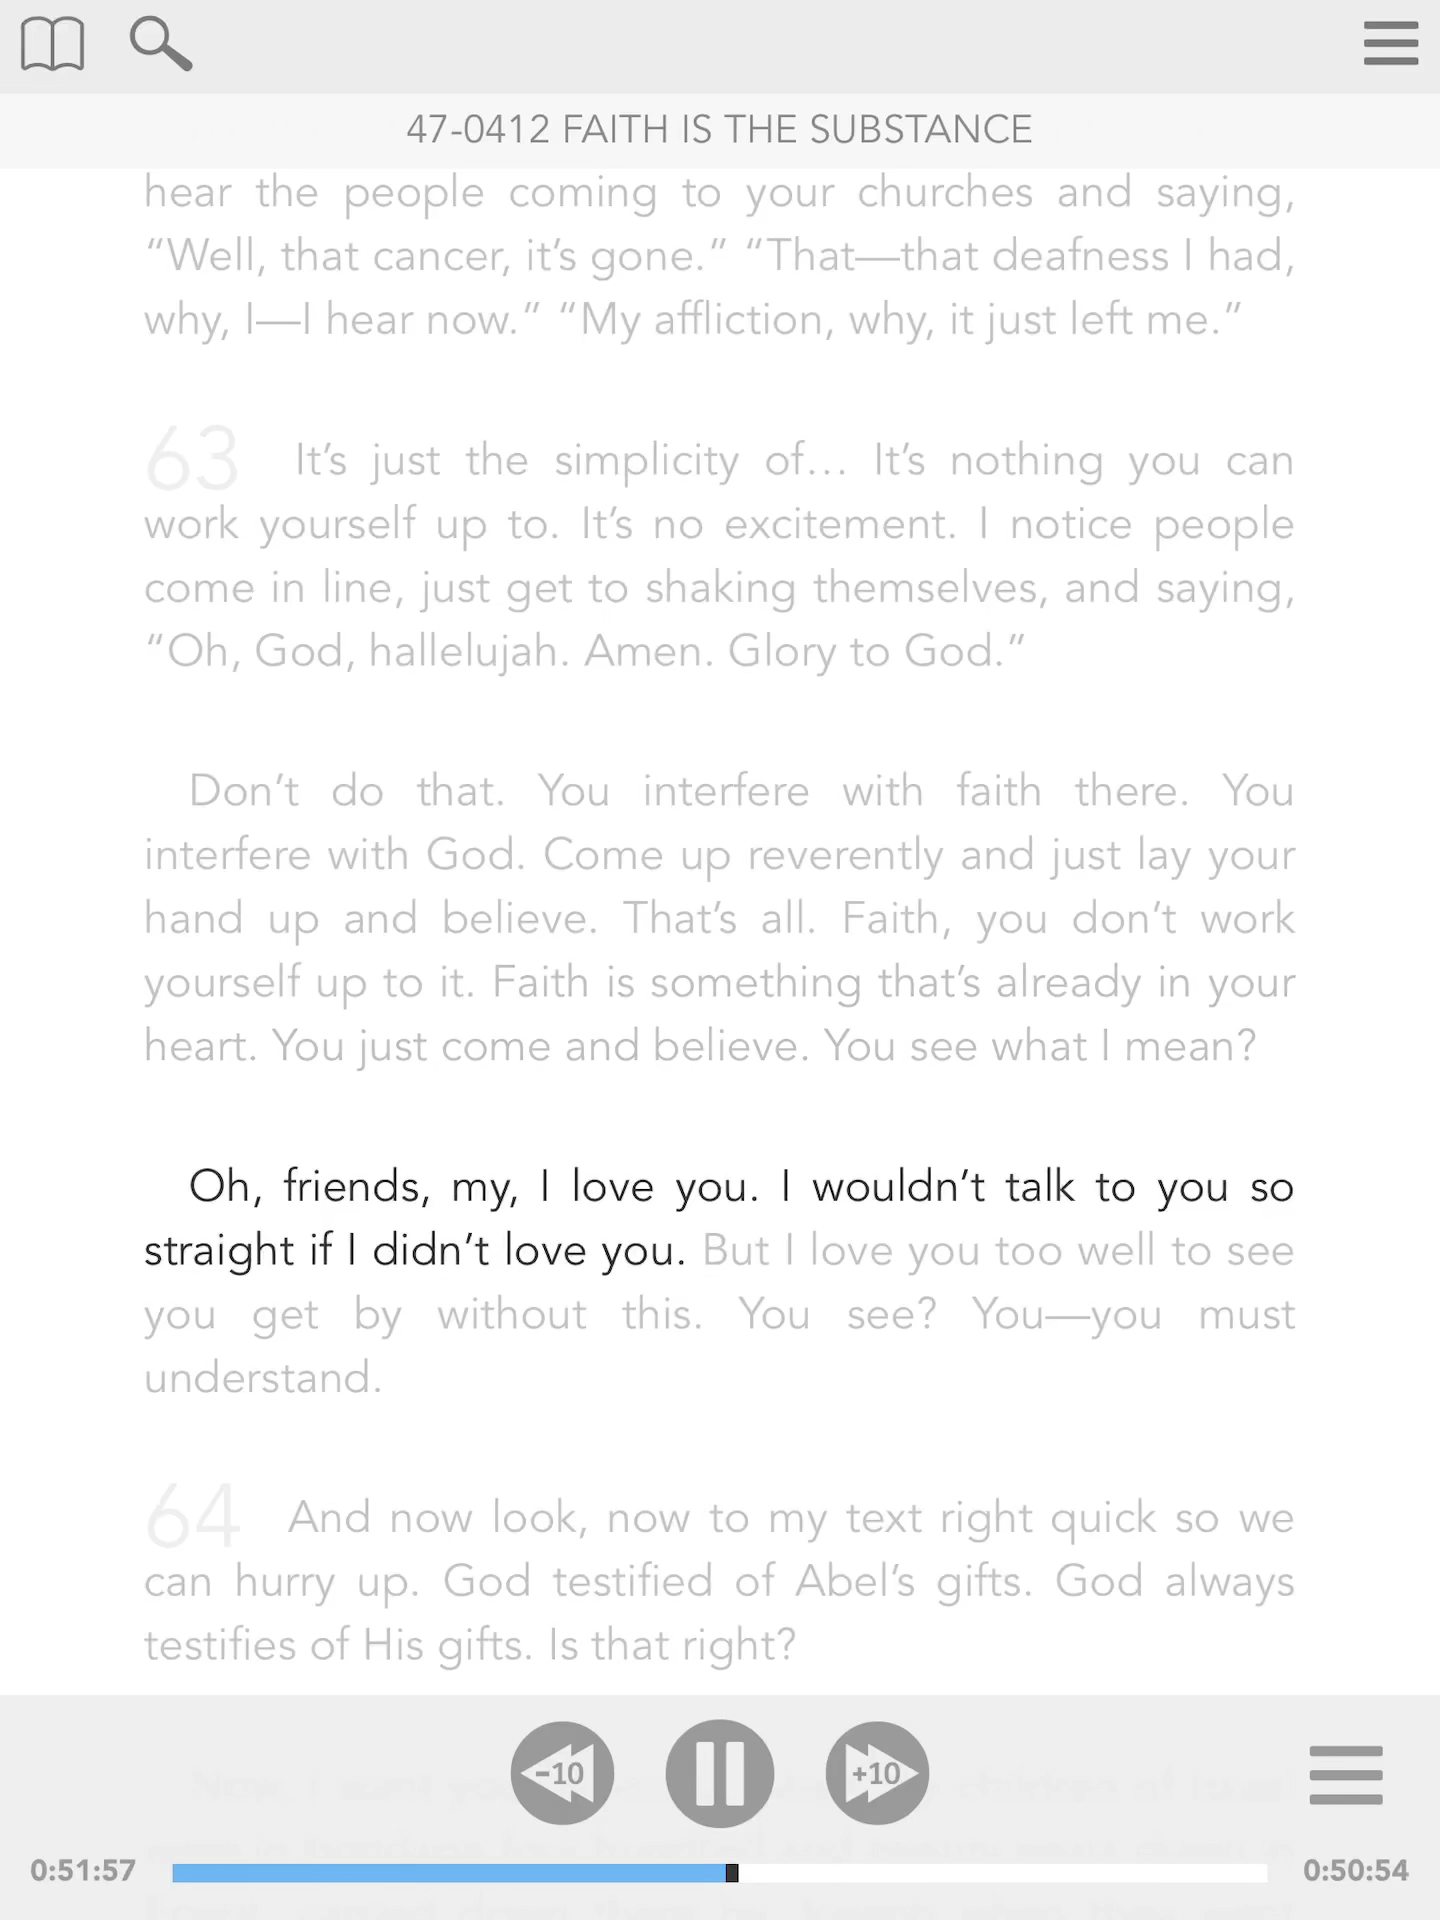 47-0412 FAITH IS THE SUBSTANCE
hear the people coming to your churches and saying,
“Well, that cancer, it’s gone.” “That—that deafness I had,
why, I—I hear now.” “My affliction, why, it just left me.”
63 It’s just the simplicity of… It’s nothing you can
work yourself up to. It’s no excitement. I notice people
come in line, just get to shaking themselves, and saying,
“Oh, God, hallelujah. Amen. Glory to God.”
Don’t do that. You interfere with faith there. You
interfere with God. Come up reverently and just lay your
hand up and believe. That’s all. Faith, you don’t work
yourself up to it. Faith is something that’s already in your
heart. You just come and believe. You see what I mean?
Oh, friends, my, I love you. I wouldn’t talk to you so
straight if I didn’t love you. But I love you too well to see
you get by without this. You see? You—you must
understand.
64 And now look, now to my text right quick so we
can hurry up. God testified of Abel’s gifts. God always
testifies of His gifts. Is that right?
-10 +10
0:51:57 0:50:54